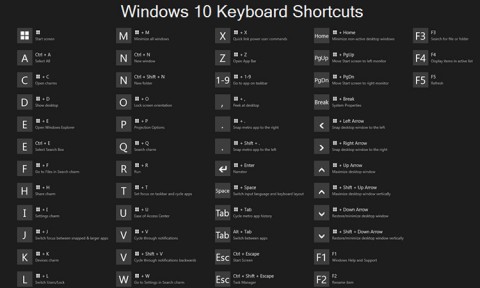 Windows 10 Keyboard Shortcuts
Start screen
A Ctrl + A
Select All
C + C
Open charms
D + D
Show desktop
E + E
Open Windows Explorer
E Ctrl + E
Select Search Box
F + F
Go to Files in Search charm
H + H
Share charm
I + I
Settings charm
J + J
Switch focus between snapped & larger apps
K + K
Devices charm
L + L
M + M
Minimize all windows
N Ctrl + N
New window
N Ctrl + Shift + N
New folder
O + O
Lock screen orientation
P + P
Projection Options
Q + Q
Search charm
R + R
Run
T + T
Set focus on taskbar and cycle apps
U + U
Ease of Access Center
V + V
Cycle through notifications
V + Shift + V
Cycle through notifications backward
W + W
Go to Settings in Search charm
X + X
Quick link power user commands
Z + Z
Open App Bar
1-9 + 1-9
Go to app on taskbar
, + ,
Peek at desktop
. + .
Snap metro app to the right
. + Shift + .
Snap metro app to the left
+ Enter
Narrator
Space + Space
Switch input language and keyboard layout
Tab + Tab
Cycle metro app history
Tab Alt + Tab
Switch between apps
Esc Ctrl + Escape
Start Screen
Esc Ctrl + Shift + Escape
Task Manager
Home + Home
Minimize non-active desktop windows
PgUp + PgUp
Move Start screen to left monitor
PgDn + PgDn
Move Start screen to right monitor
Break + Break
System Properties
+ Left Arrow
Snap desktop window to the left
+ Right Arrow
Snap desktop window to the right
+ Up Arrow
Maximize desktop window
+ Shift + Up Arrow
Maximize desktop window vertically
+ Down Arrow
Restore/minimize desktop window
+ Shift + Down Arrow
Restore/minimize desktop window vertically
F1 F1
Windows Help and Support
F2 F2
Rename item
F3 F3
Search for file or folder
F4 F4
Display items in active list
F5 F5
Refresh